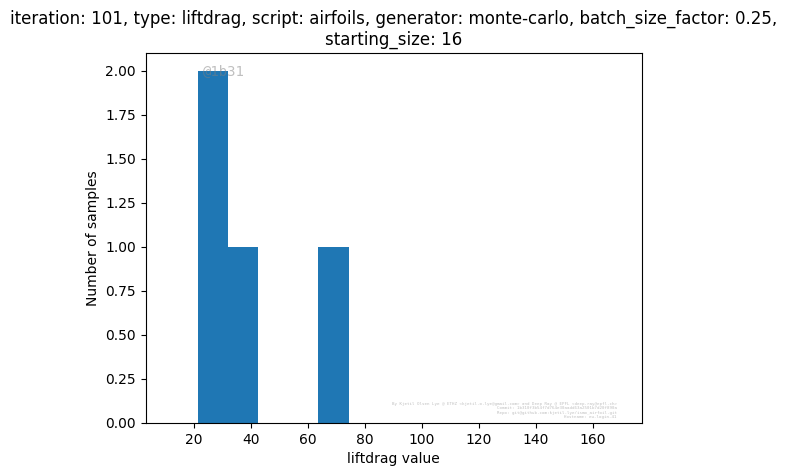 iteration: 101, type: liftdrag, script: airfoils, generator: monte-carlo, batch_size_factor: 0.25,
starting_size: 16
@1b31
2.00
1.75
1.50
1.25
1.00
0.75
0.50
0.25
0.00
Number of samples
20 40 60 80 100 120 140 160
liftdrag value